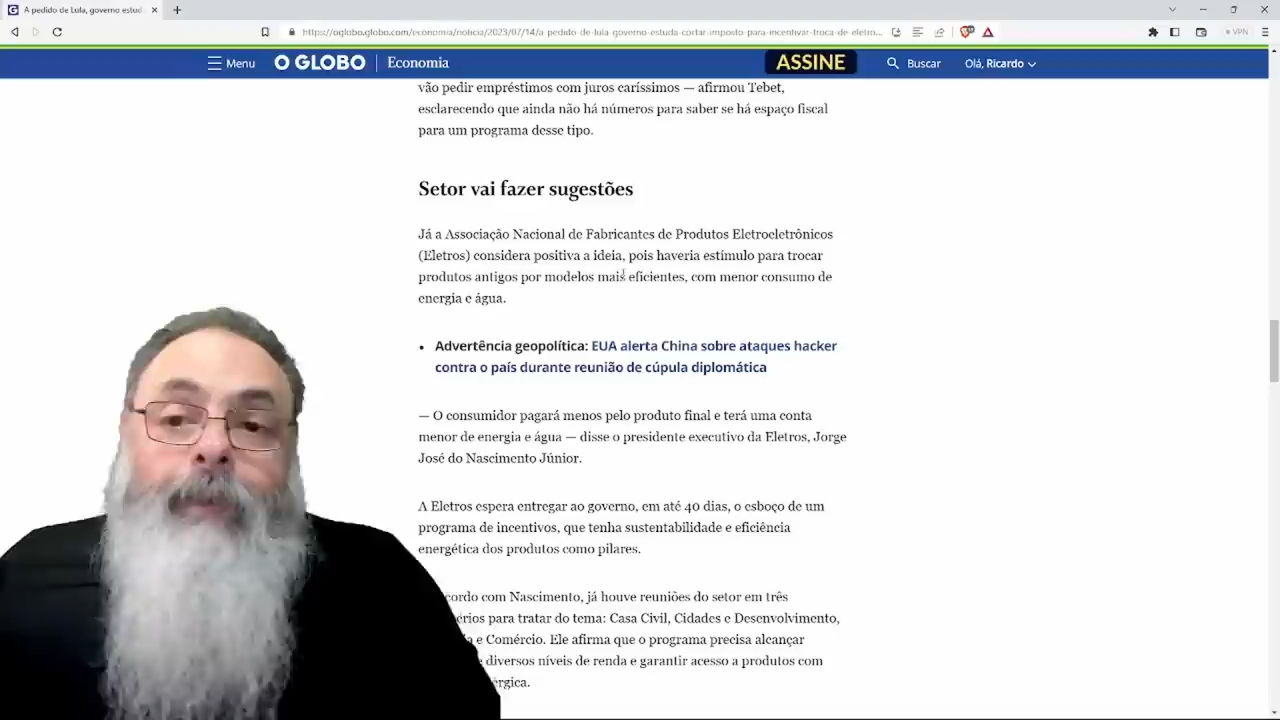 A pedido de Lula, governo estud
https://oglobo.globo.com/economia/noticia/2023/07/14/a-pedido-de-lula-governo-estuda-cortar-imposto-para-incentivar-troca-de-eletro...
VPN
Menu O GLOBO Economia ASSINE Buscar Olá, Ricardo
vão pedir empréstimos com juros caríssimos — afirmou Tebet,
esclarecendo que ainda não há números para saber se há espaço fiscal
para um programa desse tipo.
Setor vai fazer sugestões
Já a Associação Nacional de Fabricantes de Produtos Eletroeletrônicos
(Eletros) considera positiva a ideia, pois haveria estímulo para trocar
produtos antigos por modelos mais eficientes, com menor consumo de
energia e água.
• Advertência geopolítica: EUA alerta China sobre ataques hacker
contra o país durante reunião de cúpula diplomática
— O consumidor pagará menos pelo produto final e terá uma conta
menor de energia e água — disse o presidente executivo da Eletros, Jorge
José do Nascimento Júnior.
A Eletros espera entregar ao governo, em até 40 dias, o esboço de um
programa de incentivos, que tenha sustentabilidade e eficiência
energética dos produtos como pilares.
cordo com Nascimento, já houve reuniões do setor em três
érios para tratar do tema: Casa Civil, Cidades e Desenvolvimento,
e Comércio. Ele afirma que o programa precisa alcançar
diversos níveis de renda e garantir acesso a produtos com
érgica.